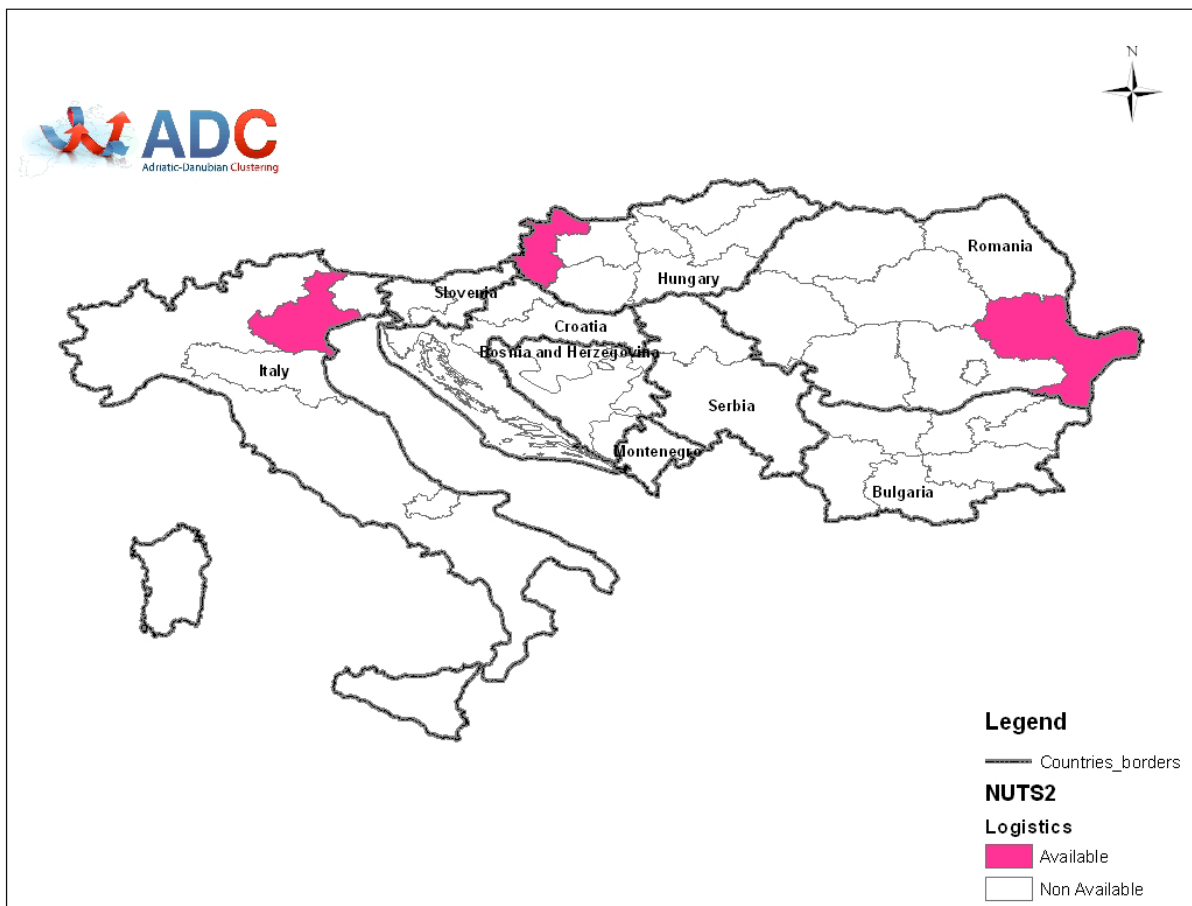 N
ADC
Adriatic-Danubian Clustering
Romania
Hungary
Slovenia
Croatia
Bosnia and Herzegovina
Italy
Serbia
Montenegro
Bulgaria
Legend
Countries_borders
NUTS2
Logistics
Available
Non Available